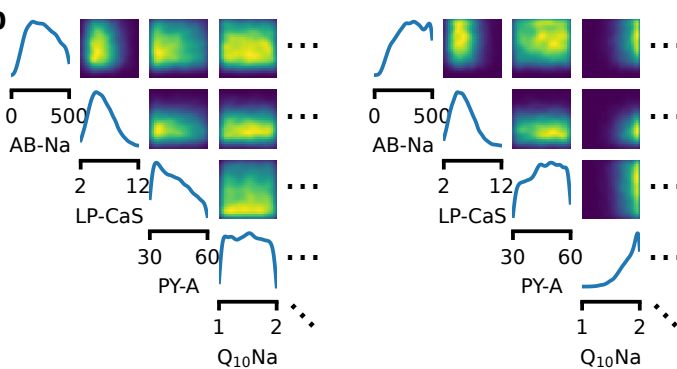 0 500 0 500
AB-Na AB-Na
2 12 2 12
LP-CaS LP-CaS
30 60 30 60
PY-A PY-A
1 2 1 2
Q₁₀Na Q₁₀Na